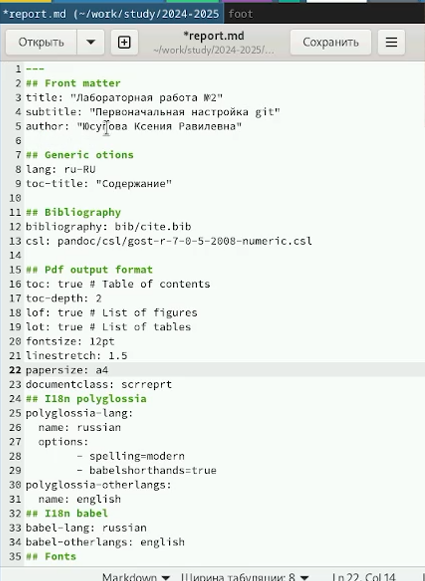 *report.md (~/work/study/2024-2025 foot
Открыть *report.md Сохранить
~/work/study/2024-2025/...
1 ---
2 ## Front matter
3 title: "Лабораторная работа №2"
4 subtitle: "Первоначальная настройка git"
5 author: "Юсупова Ксения Равилевна"
6
7 ## Generic otions
8 lang: ru-RU
9 toc-title: "Содержание"
10
11 ## Bibliography
12 bibliography: bib/cite.bib
13 csl: pandoc/csl/gost-r-7-0-5-2008-numeric.csl
14
15 ## Pdf output format
16 toc: true # Table of contents
17 toc-depth: 2
18 lof: true # List of figures
19 lot: true # List of tables
20 fontsize: 12pt
21 linestretch: 1.5
22 papersize: a4
23 documentclass: scrreprt
24 ## I18n polyglossia
25 polyglossia-lang:
26 name: russian
27 options:
28 - spelling=modern
29 - babelshorthands=true
30 polyglossia-otherlangs:
31 name: english
32 ## I18n babel
33 babel-lang: russian
34 babel-otherlangs: english
35 ## Fonts
Markdown Ширина табуляции: 8 Ln 22, Col 14